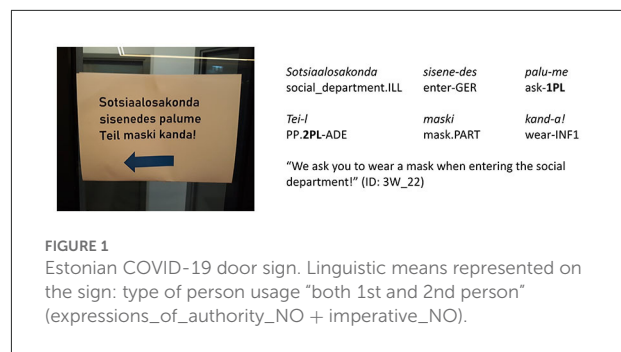 Sotsiaalosakonda
sisenedes palume
Teil maski kanda!
Sotsiaalosakonda sisene-des palu-me
social_department.ILL enter-GER ask-1PL
Tei-l maski kand-a!
PP.2PL-ADE mask.PART wear-INF1
"We ask you to wear a mask when entering the social
department!" (ID: 3W_22)
FIGURE 1
Estonian COVID-19 door sign. Linguistic means represented on
the sign: type of person usage "both 1st and 2nd person"
(expressions_of_authority_NO + imperative_NO).